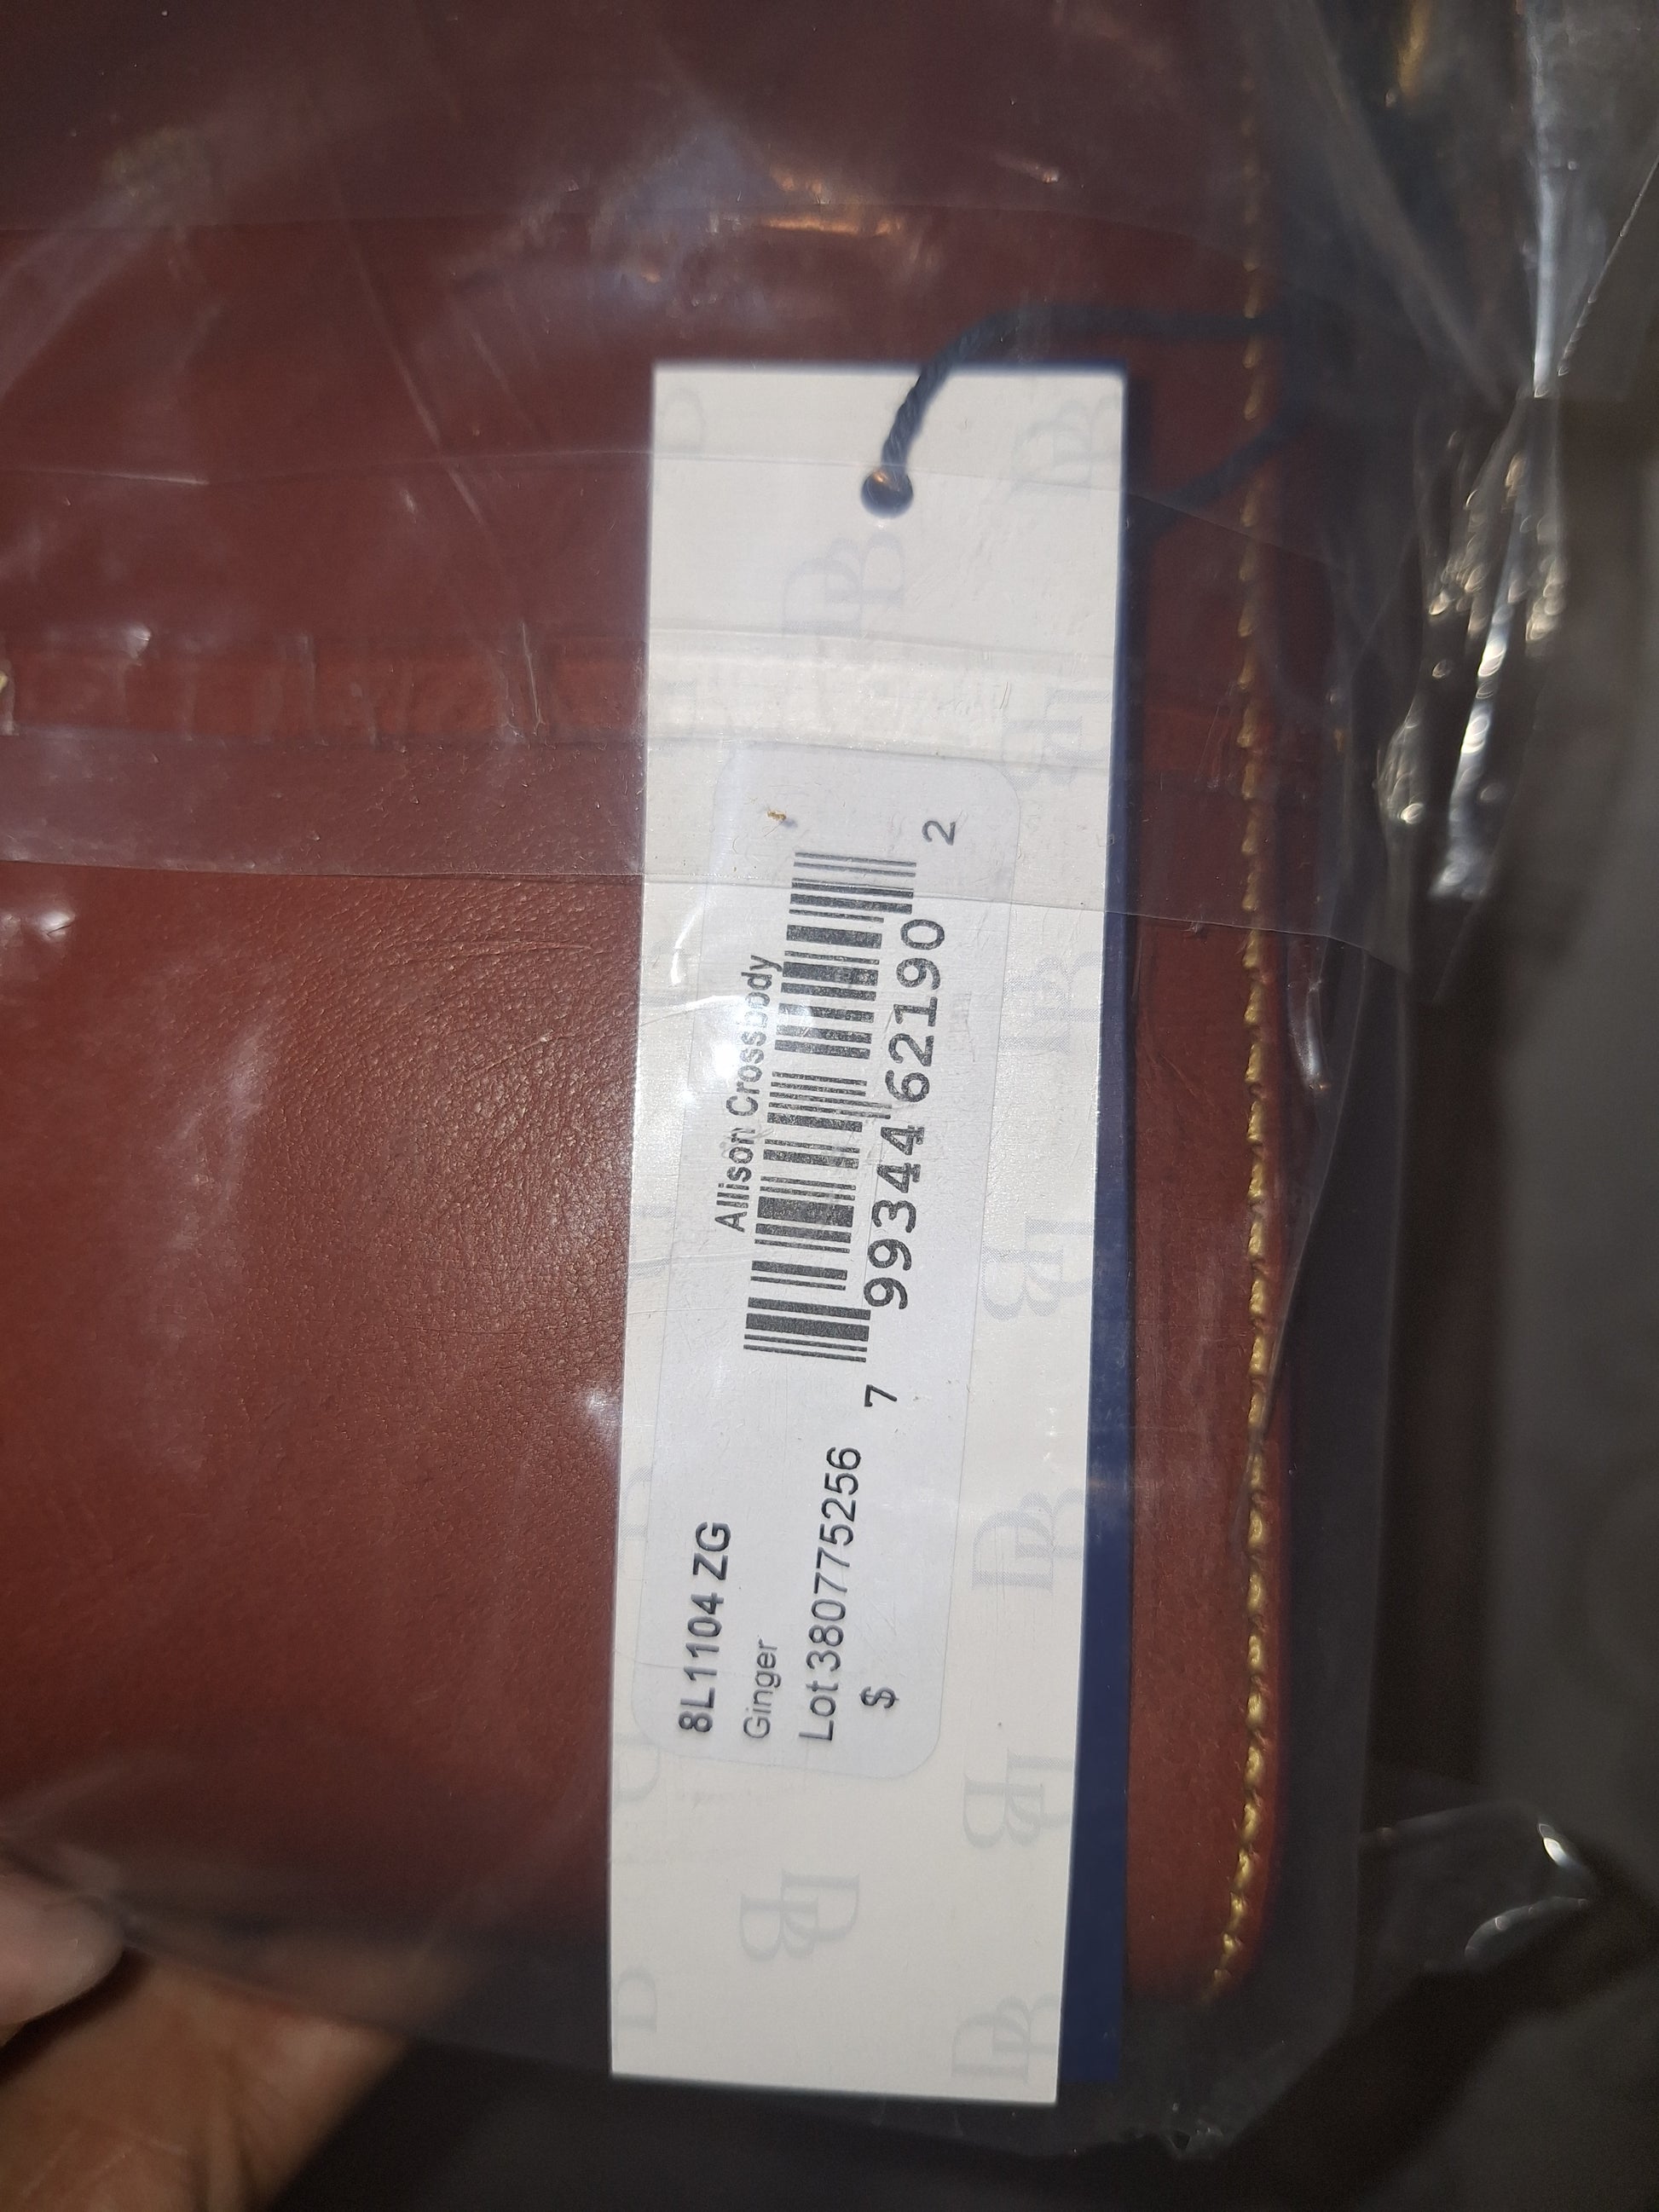 8L1104 ZG
Ginger
Allison Crossbody
Lot 380775256
$
7 99344 62190 2